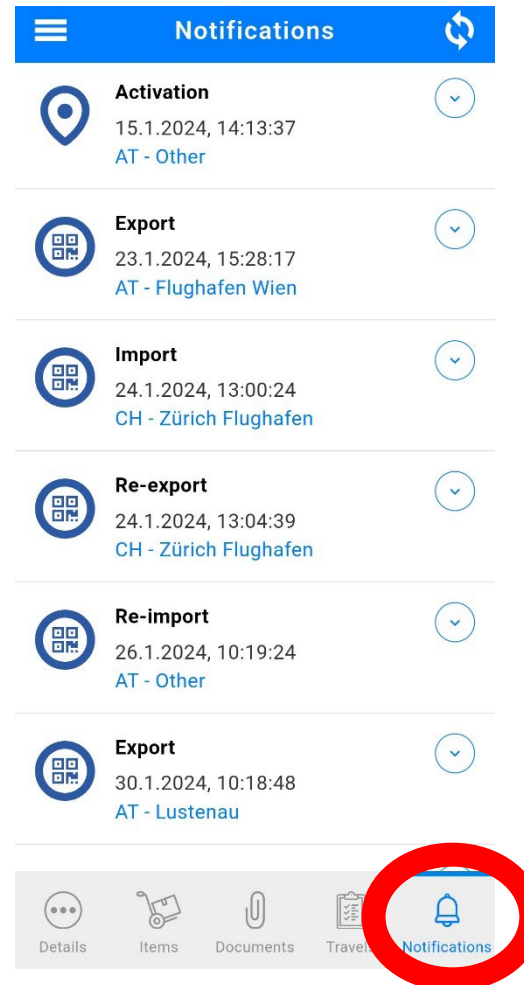 Notifications
Activation
15.1.2024, 14:13:37
AT - Other
Export
23.1.2024, 15:28:17
AT - Flughafen Wien
Import
24.1.2024, 13:00:24
CH - Zürich Flughafen
Re-export
24.1.2024, 13:04:39
CH - Zürich Flughafen
Re-import
26.1.2024, 10:19:24
AT - Other
Export
30.1.2024, 10:18:48
AT - Lustenau
Details Items Documents Travels Notifications